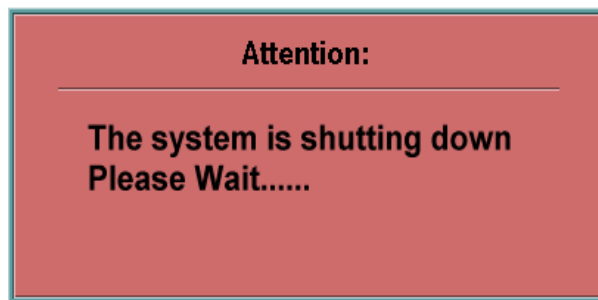 Attention:
The system is shutting down
Please Wait......